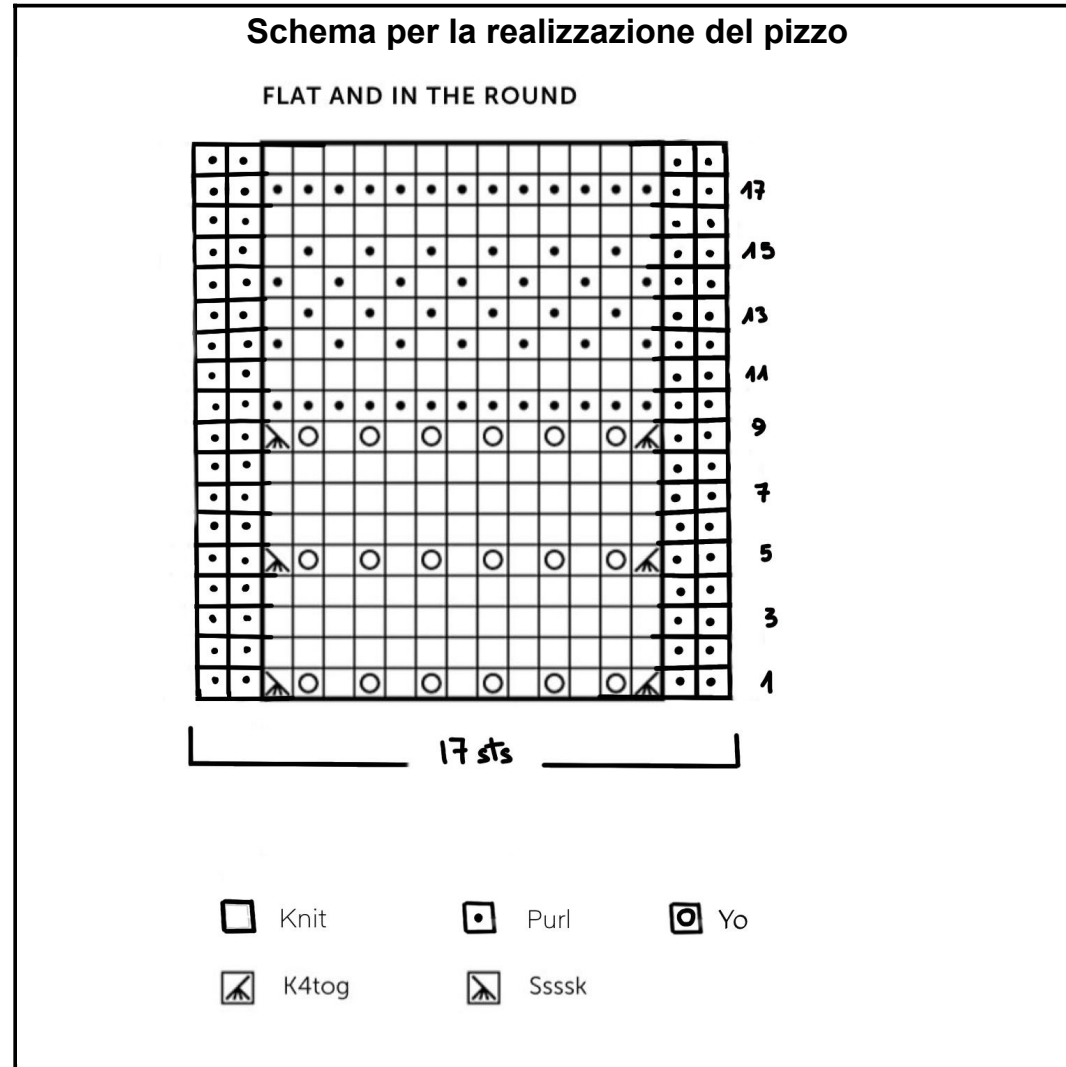 Schema per la realizzazione del pizzo
FLAT AND IN THE ROUND
17
15
13
11
9
7
5
3
1
17 sts
Knit
Purl
Yo
K4tog
Ssssk